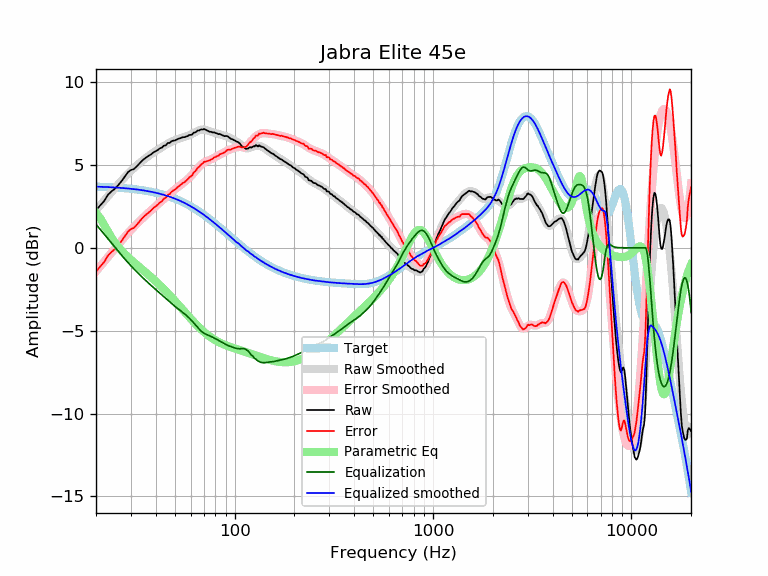 Jabra Elite 45e
Amplitude (dBr)
10
5
0
−5
−10
−15
Target
Raw Smoothed
Error Smoothed
Raw
Error
Parametric Eq
Equalization
Equalized smoothed
100
1000
10000
Frequency (Hz)